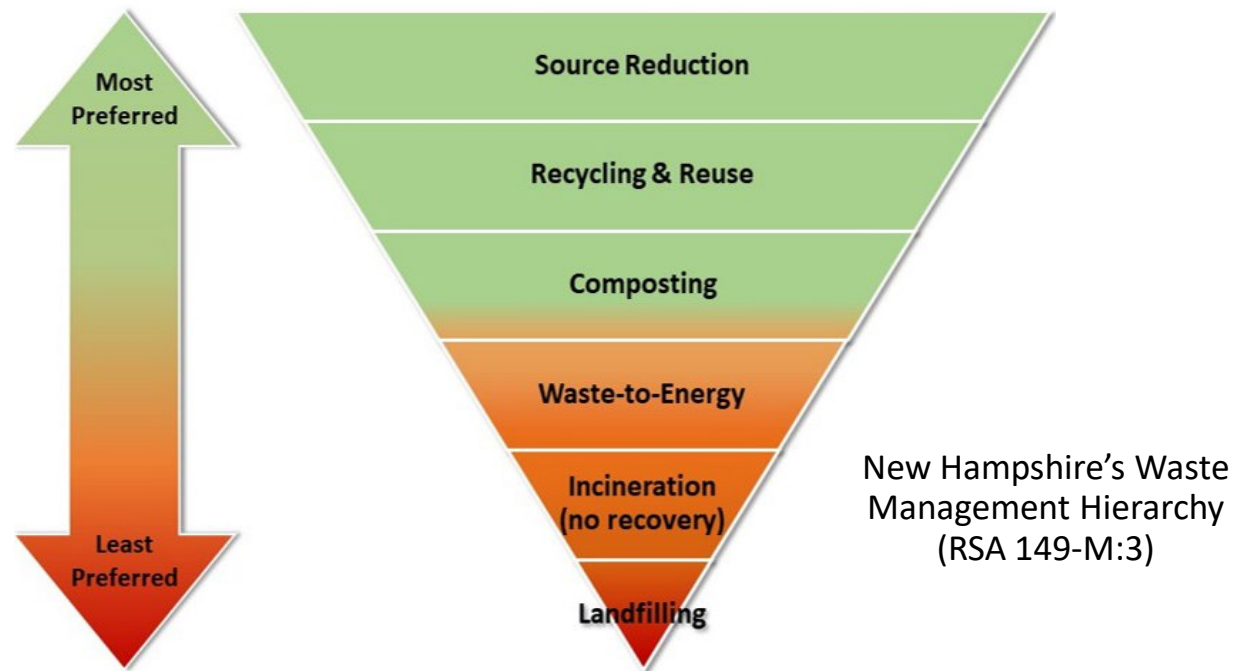 Most
Preferred
Source Reduction
Recycling & Reuse
Composting
Waste-to-Energy
Incineration
(no recovery)
Least
Preferred
Landfilling
New Hampshire’s Waste
Management Hierarchy
(RSA 149-M:3)